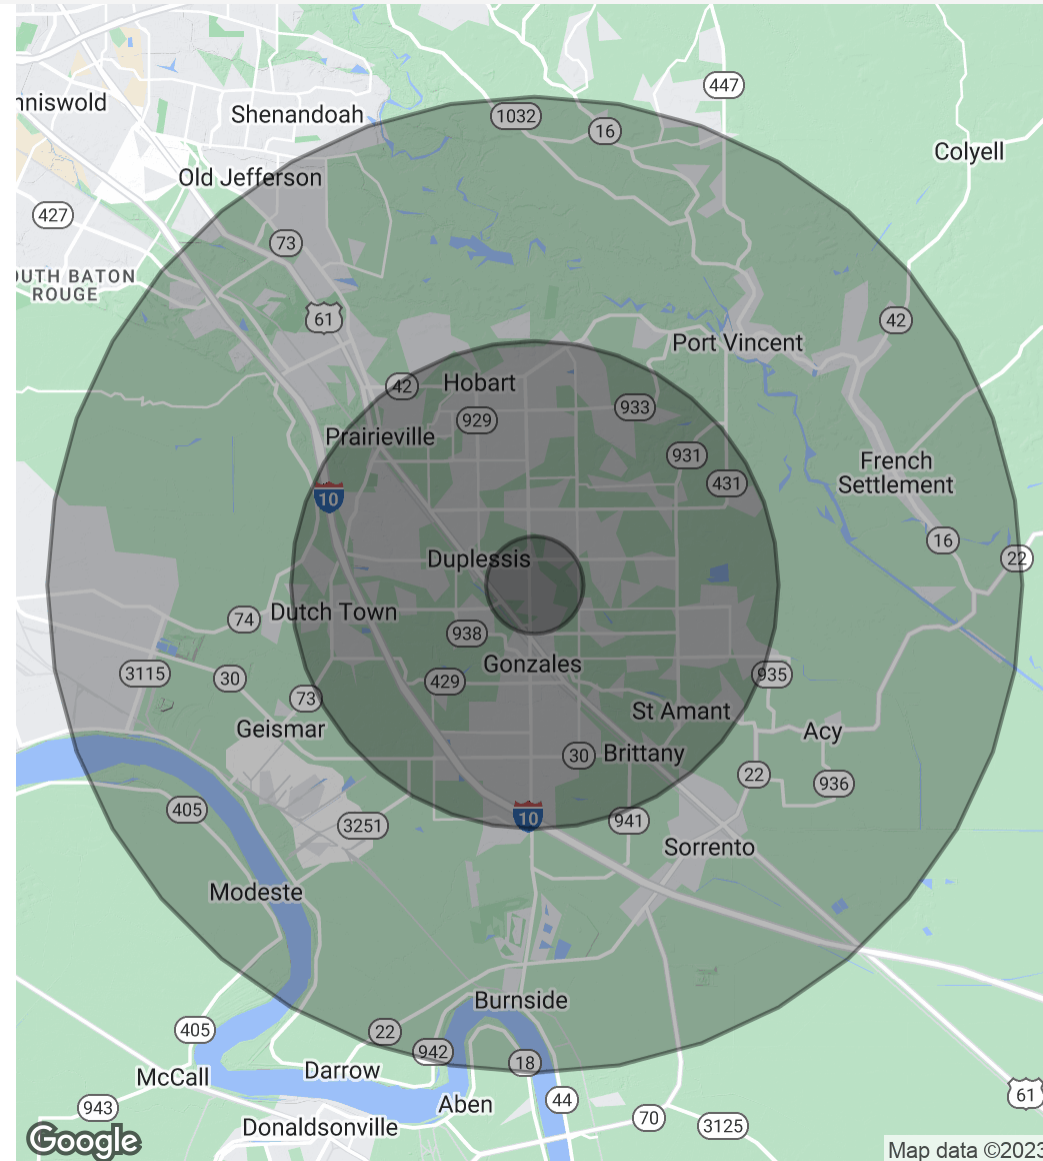 447
nniswold
Shenandoah
1032
16
Colyell
Old Jefferson
427
73
OUTH BATON
ROUGE
61
42
Port Vincent
42
Hobart
933
929
Prairieville
931
French
Settlement
431
10
16
Duplessis
22
Dutch Town
74
938
Gonzales
3115
30
429
935
73
St Amant
Geismar
Acy
30
Brittany
22
936
405
10
941
3251
Sorrento
Modeste
Burnside
405
22
942
18
McCall
Darrow
61
943
Aben
44
Donaldsonville
70
3125
Google
Map data ©2023